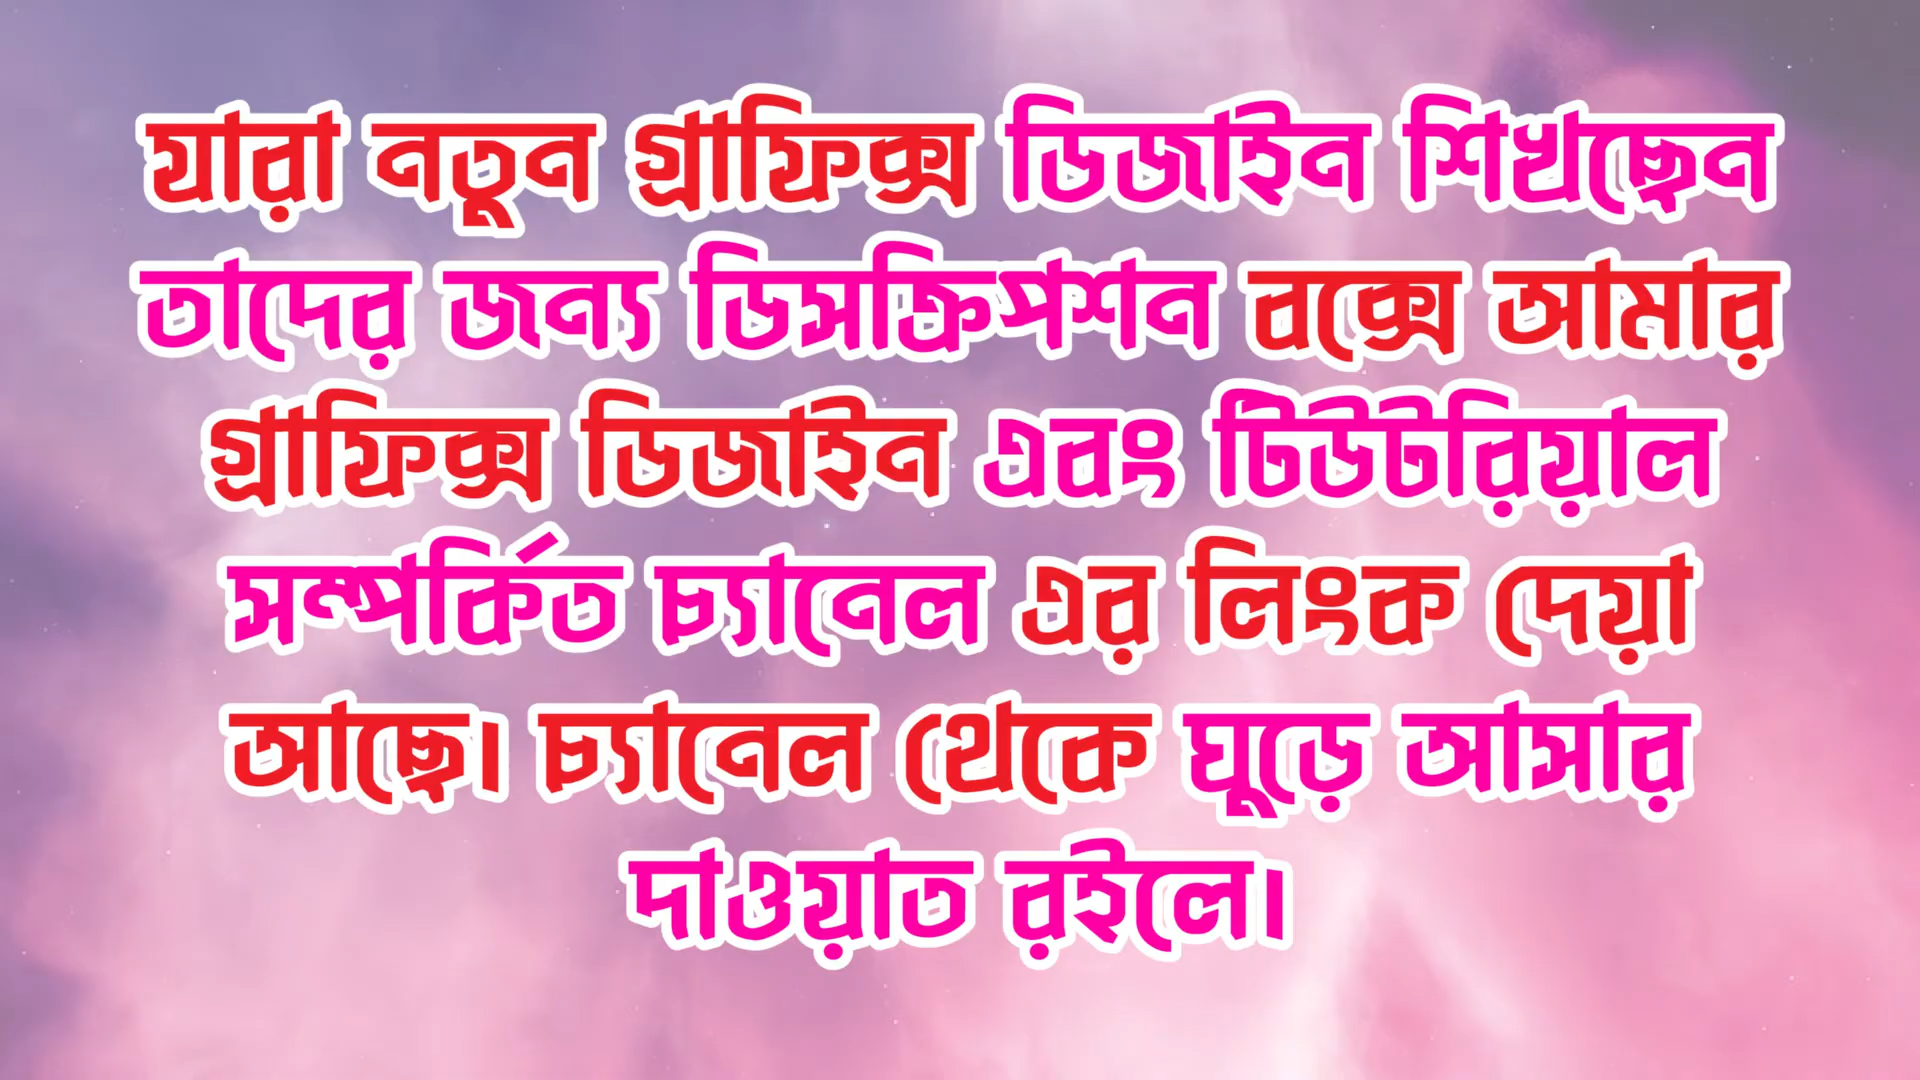 যারা নতুন গ্রাফিক্স ডিজাইন শিখছেন
তাদের জন্য ডিসক্রিপশন বক্সে আমার
গ্রাফিক্স ডিজাইন এবং টিউটরিয়াল
সম্পর্কিত চ্যানেল এর লিংক দেয়া
আছে। চ্যানেল থেকে ঘুড়ে আসার
দাওয়াত রইলে।